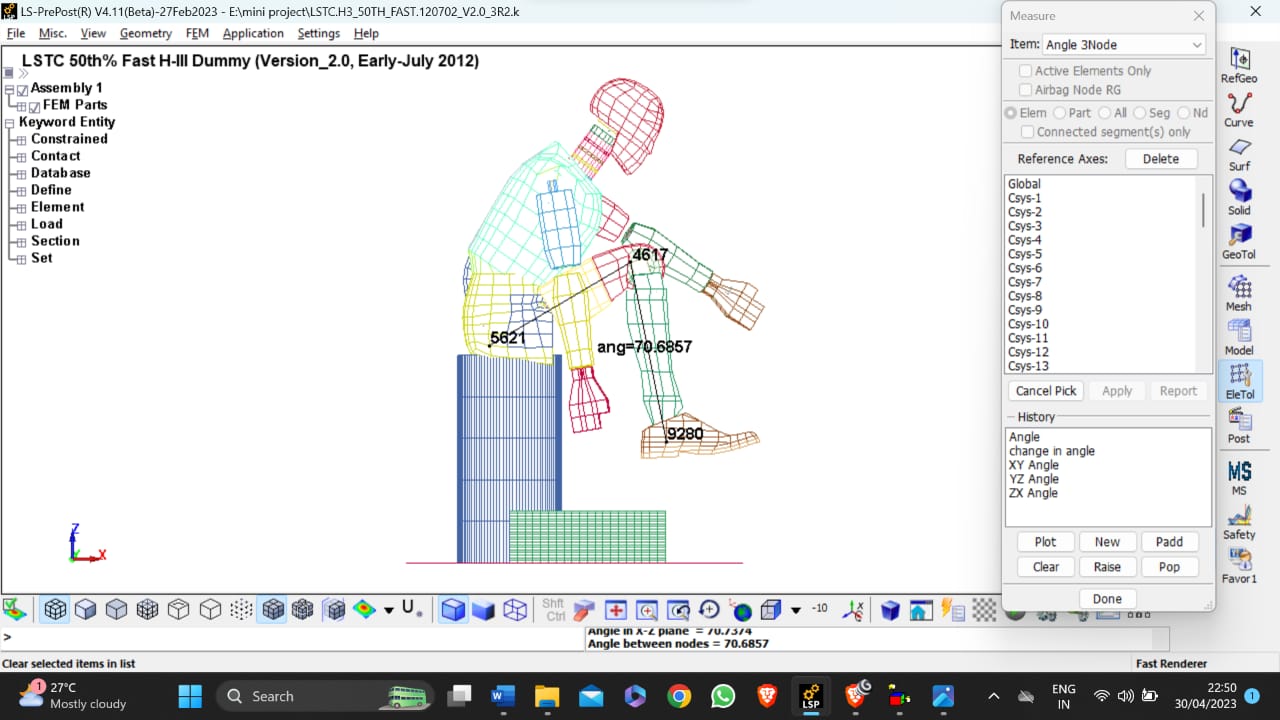 LS-PrePost(R) V4.11(Beta)-27Feb2023 - E:\mini project\LSTC.H3_50TH_FAST.120702_V2.0_3R2.k
File Misc. View Geometry FEM Application Settings Help
LSTC 50th% Fast H-III Dummy (Version_2.0, Early-July 2012)
Assembly 1
FEM Parts
Keyword Entity
Constrained
Contact
Database
Define
Element
Load
Section
Set
4617
5621
ang=70.6857
9280
Z
X
Measure
Item: Angle 3Node
Active Elements Only
Airbag Node RG
Elem Part All Seg Nd
Connected segment(s) only
Reference Axes: Delete
Global
Csys-1
Csys-2
Csys-3
Csys-4
Csys-5
Csys-6
Csys-7
Csys-8
Csys-9
Csys-10
Csys-11
Csys-12
Csys-13
Cancel Pick Apply Report
History
Angle
change in angle
XY Angle
YZ Angle
ZX Angle
Plot New Padd
Clear Raise Pop
Done
RefGeo
Curve
Surf
Solid
GeoTol
Mesh
Model
EleTol
Post
MS
MS
Safety
Favor1
Shft
Ctrl
-10
>
Angle in X-Z plane = 70.7374
Angle between nodes = 70.6857
Clear selected items in list
Fast Renderer
1
27°C
Mostly cloudy
Search
LSP
ENG
IN
22:50
30/04/2023
1